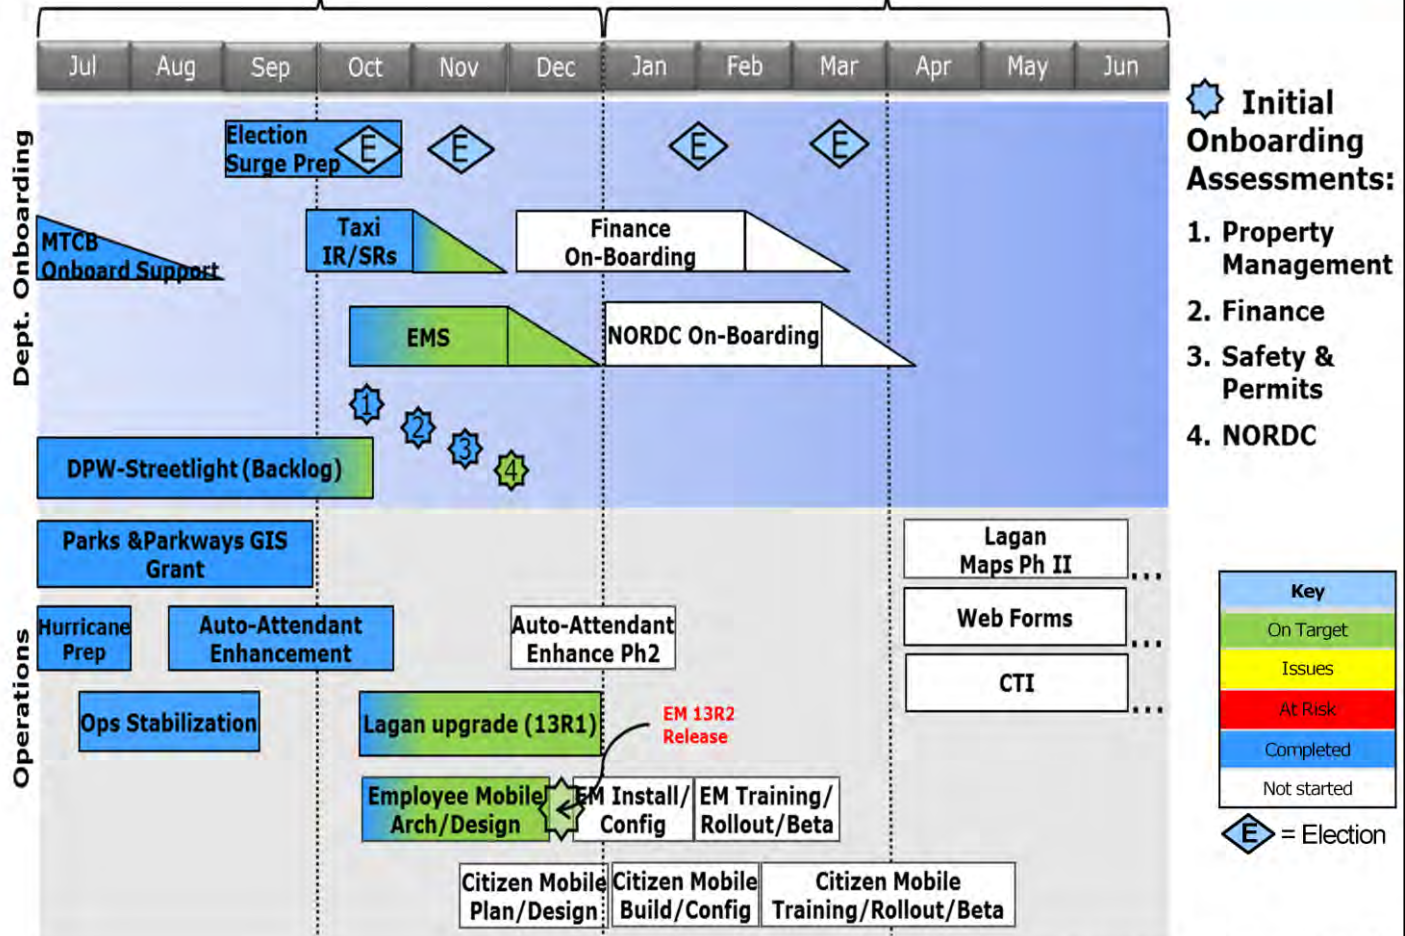 Jul Aug Sep Oct Nov Dec Jan Feb Mar Apr May Jun
Dept. Onboarding
Election
Surge Prep
E
E
E
E
MTCB
Onboard Support
Taxi
IR/SRs
Finance
On-Boarding
EMS
NORDC On-Boarding
1
2
3
4
DPW-Streetlight (Backlog)
Operations
Parks &Parkways GIS
Grant
Lagan
Maps Ph II
...
Hurricane
Prep
Auto-Attendant
Enhancement
Auto-Attendant
Enhance Ph2
Web Forms
...
CTI
...
Ops Stabilization
Lagan upgrade (13R1)
EM 13R2
Release
Employee Mobile
Arch/Design
EM Install/
Config
EM Training/
Rollout/Beta
Citizen Mobile
Plan/Design
Citizen Mobile
Build/Config
Citizen Mobile
Training/Rollout/Beta
Initial
Onboarding
Assessments:
1. Property
Management
2. Finance
3. Safety &
Permits
4. NORDC
Key
On Target
Issues
At Risk
Completed
Not started
E = Election